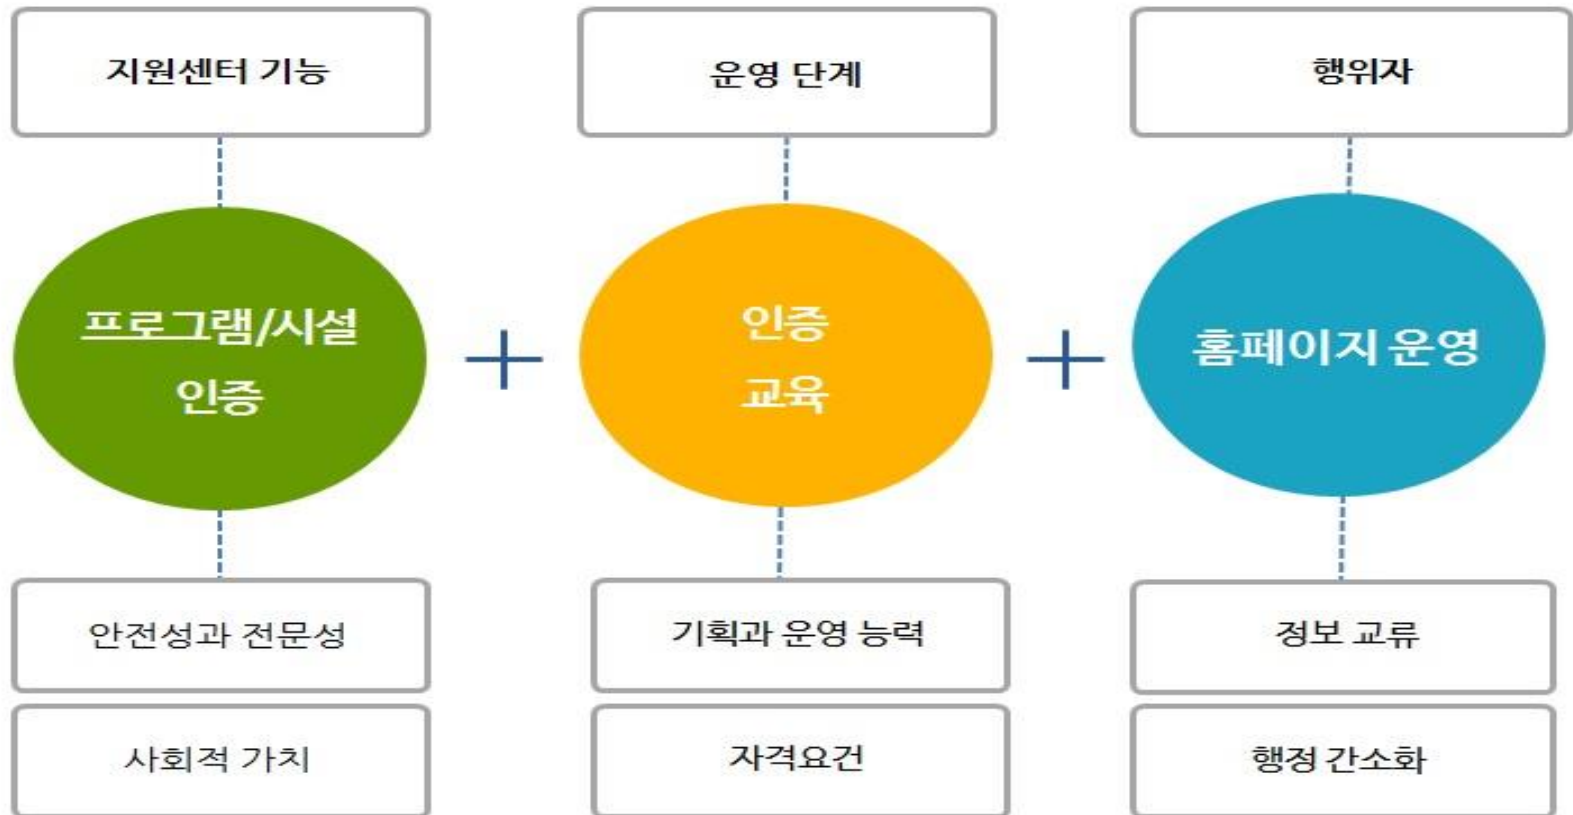 지원센터 기능
운영 단계
행위자
프로그램/시설
인증
+
인증
교육
+
홈페이지 운영
안전성과 전문성
기획과 운영 능력
정보 교류
사회적 가치
자격요건
행정 간소화